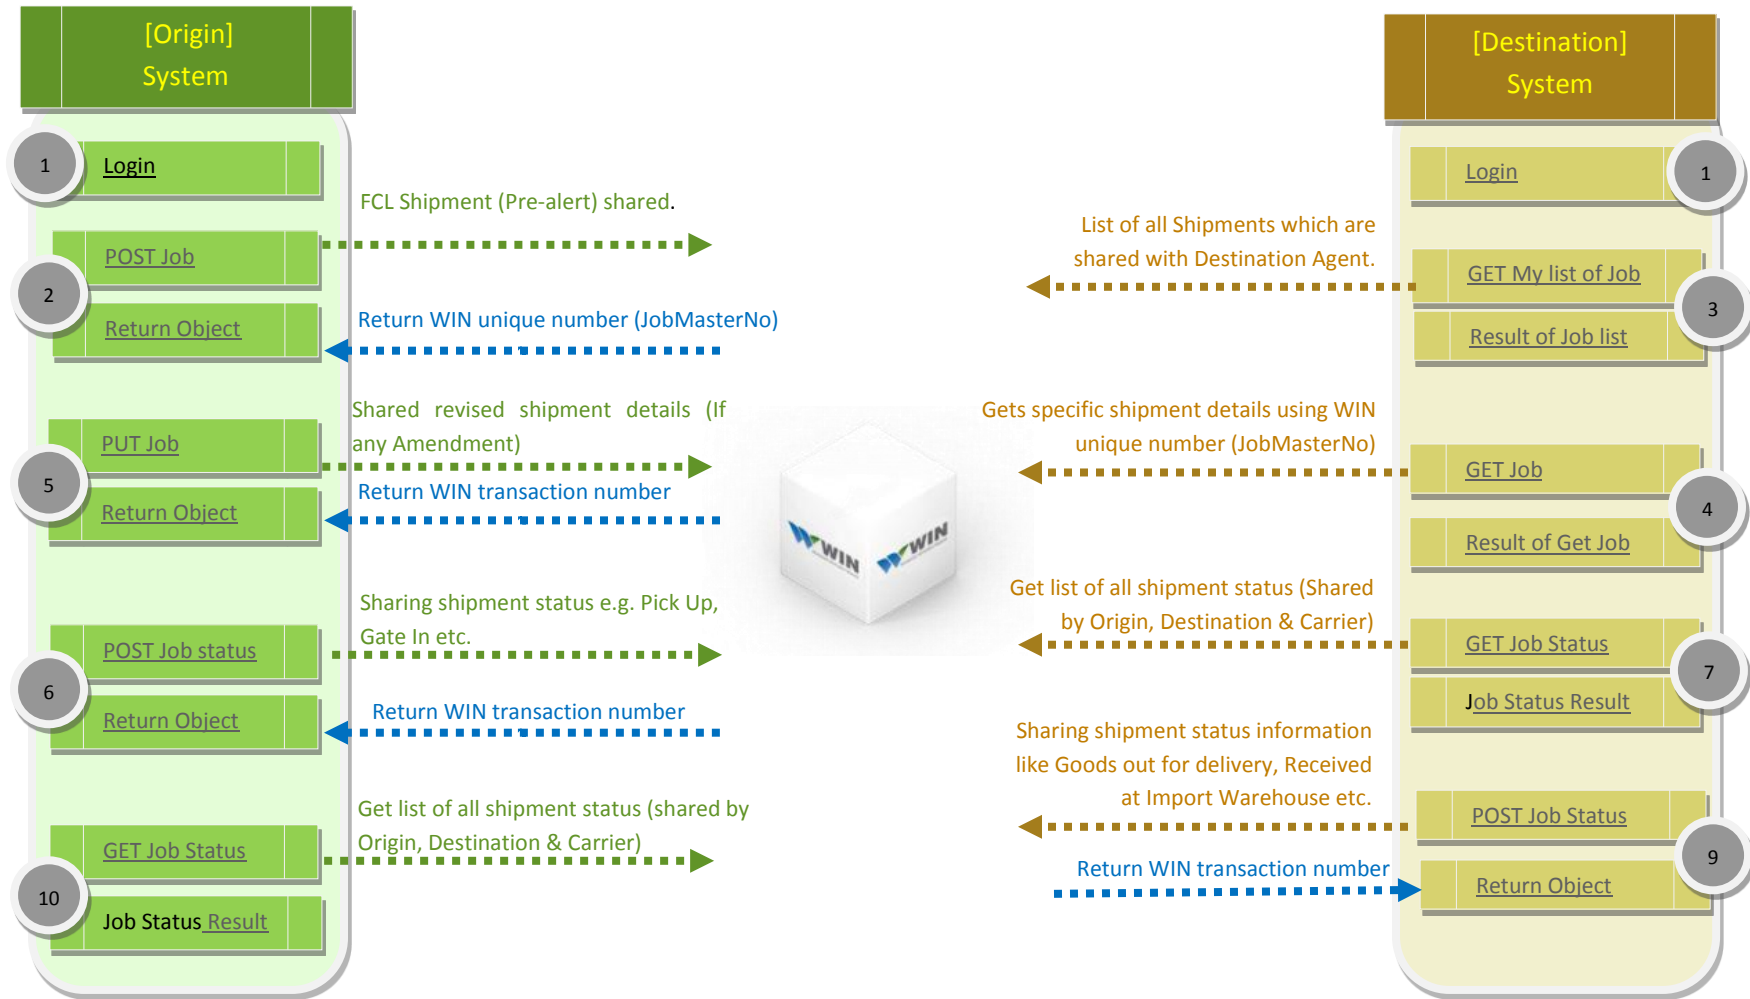 [Origin]
System
1
Login
FCL Shipment (Pre-alert) shared.
2
POST Job
Return Object
Return WIN unique number (JobMasterNo)
Shared revised shipment details (If
any Amendment)
5
PUT Job
Return WIN transaction number
Return Object
Sharing shipment status e.g. Pick Up,
Gate In etc.
6
POST Job status
Return WIN transaction number
Return Object
Get list of all shipment status (shared by
Origin, Destination & Carrier)
10
GET Job Status
Job Status Result
WIN
WIN
[Destination]
System
Login
1
List of all Shipments which are
shared with Destination Agent.
GET My list of Job
3
Result of Job list
Gets specific shipment details using WIN
unique number (JobMasterNo)
GET Job
4
Result of Get Job
Get list of all shipment status (Shared
by Origin, Destination & Carrier)
GET Job Status
7
Job Status Result
Sharing shipment status information
like Goods out for delivery, Received
at Import Warehouse etc.
POST Job Status
9
Return WIN transaction number
Return Object